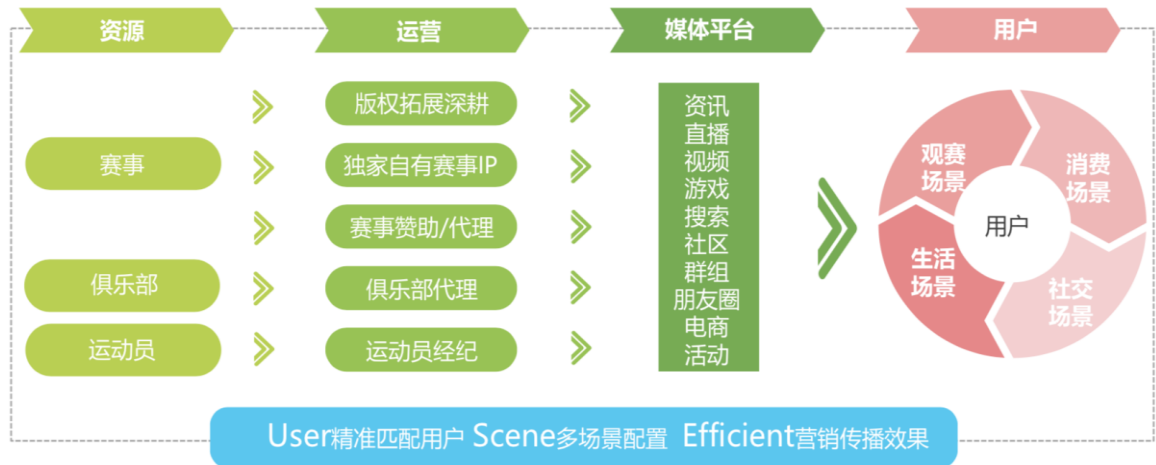 资源
运营
媒体平台
用户
赛事
俱乐部
运动员
版权拓展深耕
独家自有赛事IP
赛事赞助/代理
俱乐部代理
运动员经纪
资讯
直播
视频
游戏
搜索
社区
群组
朋友圈
电商
活动
观赛
场景
消费
场景
用户
生活
场景
社交
场景
User精准匹配用户 Scene多场景配置 Efficient营销传播效果